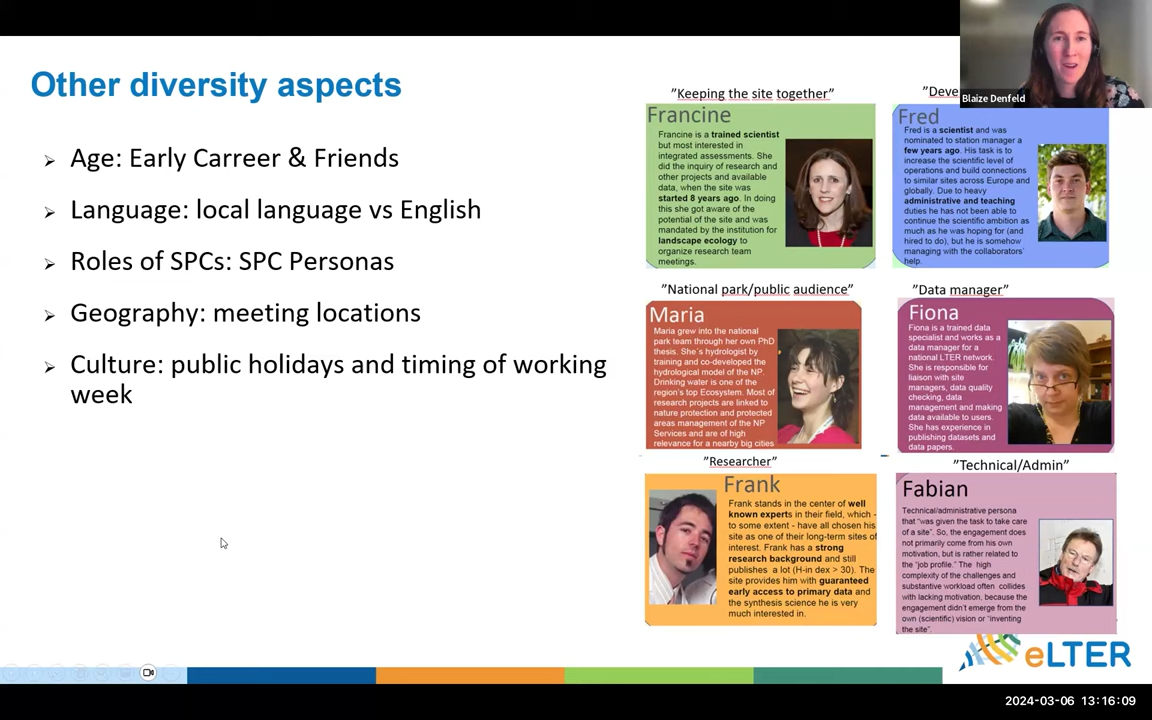 Other diversity aspects
Age: Early Carreer & Friends
Language: local language vs English
Roles of SPCs: SPC Personas
Geography: meeting locations
Culture: public holidays and timing of working
week
”Keeping the site together”
Francine
Francine is a trained scientist
but most interested in
integrated assessments. She
did the inquiry of research and
other projects and available
data, when the site was
started 8 years ago. In doing
this she got aware of the
potential of the site and was
mandated by the institution for
landscape ecology to
organize research team
meetings.
”Deve
Blaize Denfeld
Fred
Fred is a scientist and was
nominated to station manager a
few years ago. His task is to
increase the scientific level of
operations and build connections
to similar sites across Europe and
globally. Due to heavy
administrative and teaching
duties he has not been able to
continue the scientific ambition as
much as he was hoping for (and
hired to do), but he is somehow
managing with the collaborators’
help.
”National park/public audience”
Maria
Maria grew into the national
park team through her own PhD
thesis. She´s hydrologist by
training and co-developed the
hydrological model of the NP.
Drinking water is one of the
region’s top Ecosystem. Most of
research projects are linked to
nature protection and protected
areas management of the NP
Services and are of high
relevance for a nearby big cities
”Data manager”
Fiona
Fiona is a trained data
specialist and works as a
data manager for a
national LTER network.
She is responsible for
liaison with site
managers, data quality
checking, data
management and making
data available to users.
She has experience in
publishing datasets and
data papers.
”Researcher”
Frank
Frank stands in the center of well
known experts in their field, which -
to some extent - have all chosen his
site as one of their long-term sites of
interest. Frank has a strong
research background and still
publishes a lot (H-in dex > 30). The
site provides him with guaranteed
early access to primary data and
the synthesis science he is very
much interested in.
”Technical/Admin”
Fabian
Technical/administrative persona
that “was given the task to take care
of a site”. So, the engagement does
not primarily come from his own
motivation, but is rather related to
the “job profile.” The high
complexity of the challenges and
substantive workload often collides
with lacking motivation, because the
engagement didn’t emerge from the
own (scientific) vision or “inventing
the site”.
eLTER
2024-03-06 13:16:09